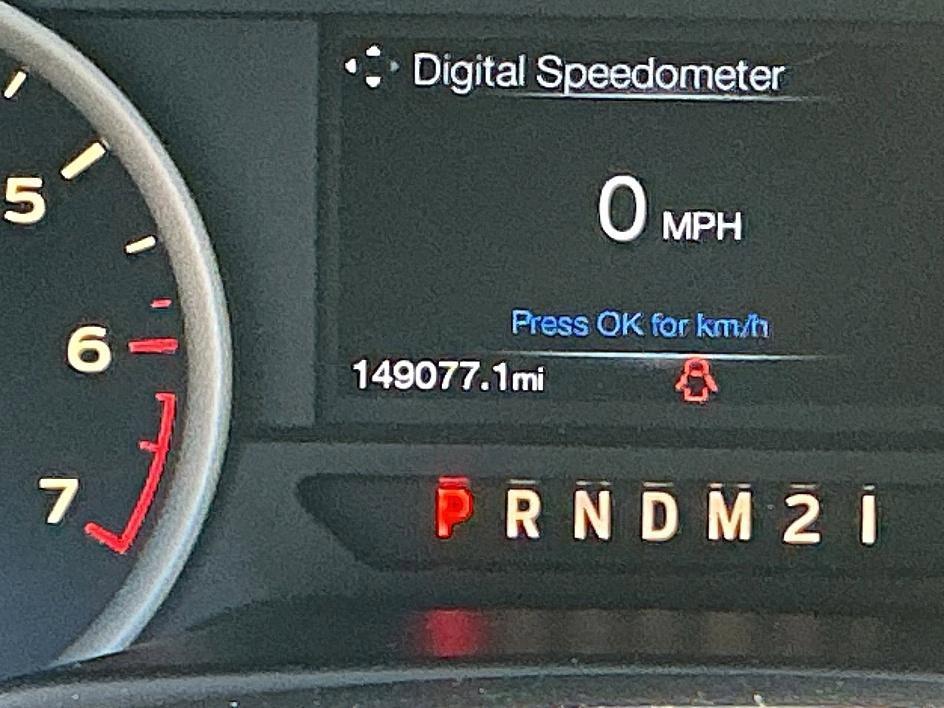 Digital Speedometer
5
0 MPH
6
Press OK for km/h
149077.1mi
7
P R N D M 2 1